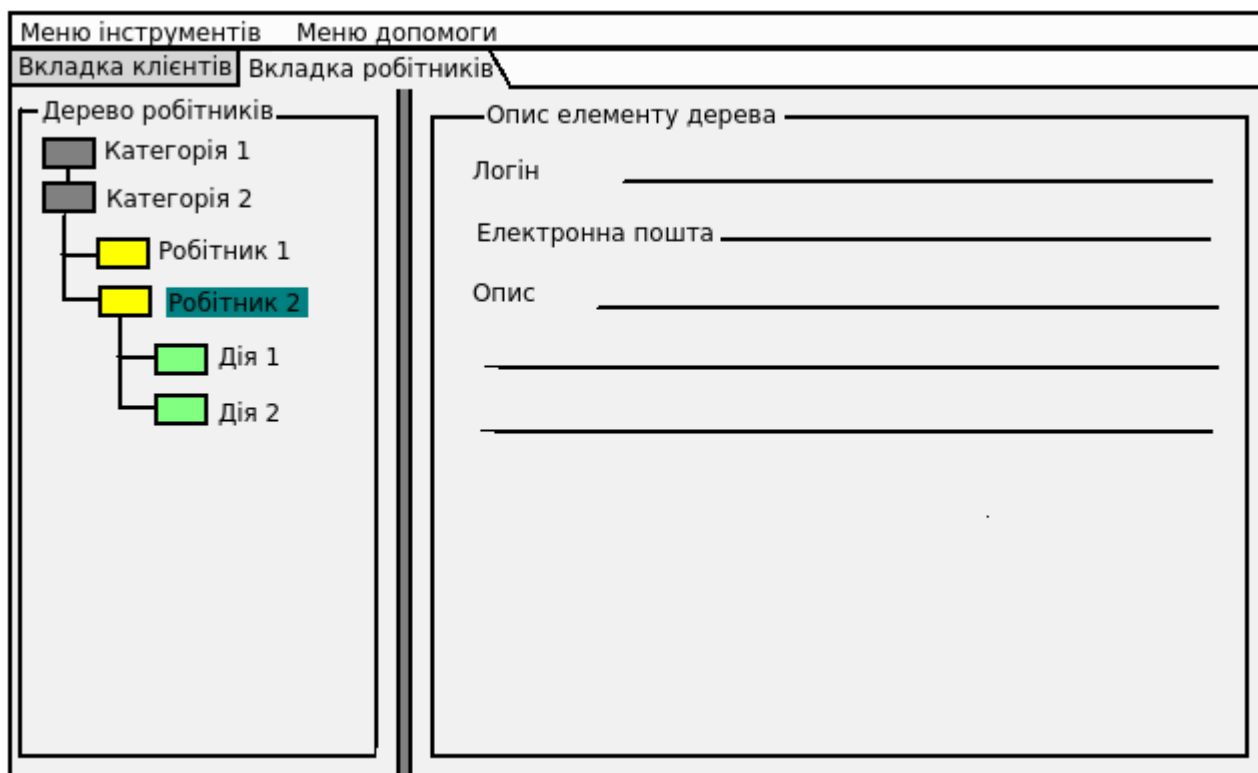 Меню інструментів Меню допомоги
Вкладка клієнтів Вкладка робітників
Дерево робітників
Категорія 1
Категорія 2
Робітник 1
Робітник 2
Дія 1
Дія 2
Опис елементу дерева
Логін
Електронна пошта
Опис